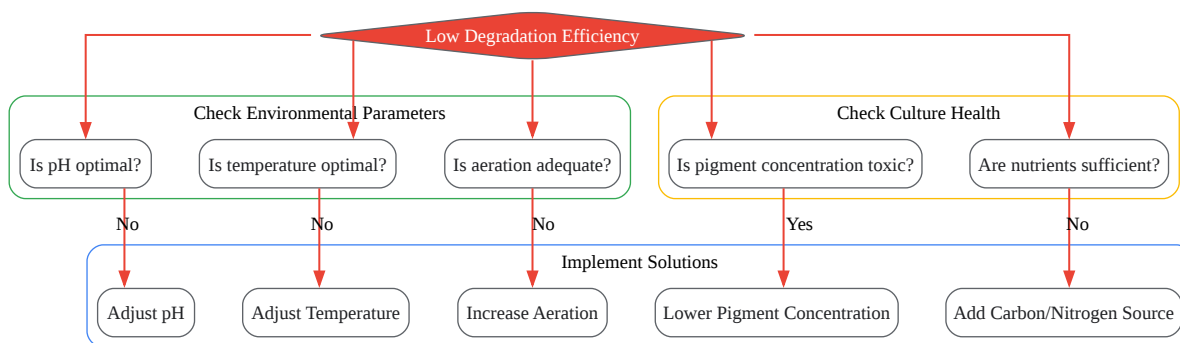 Low Degradation Efficiency
Check Environmental Parameters
Check Culture Health
Is pH optimal?
Is temperature optimal?
Is aeration adequate?
Is pigment concentration toxic?
Are nutrients sufficient?
No
No
No
Yes
No
Implement Solutions
Adjust pH
Adjust Temperature
Increase Aeration
Lower Pigment Concentration
Add Carbon/Nitrogen Source